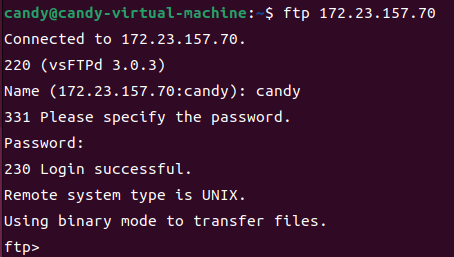 candy@candy-virtual-machine:~$ ftp 172.23.157.70
Connected to 172.23.157.70.
220 (vsFTPd 3.0.3)
Name (172.23.157.70:candy): candy
331 Please specify the password.
Password:
230 Login successful.
Remote system type is UNIX.
Using binary mode to transfer files.
ftp>